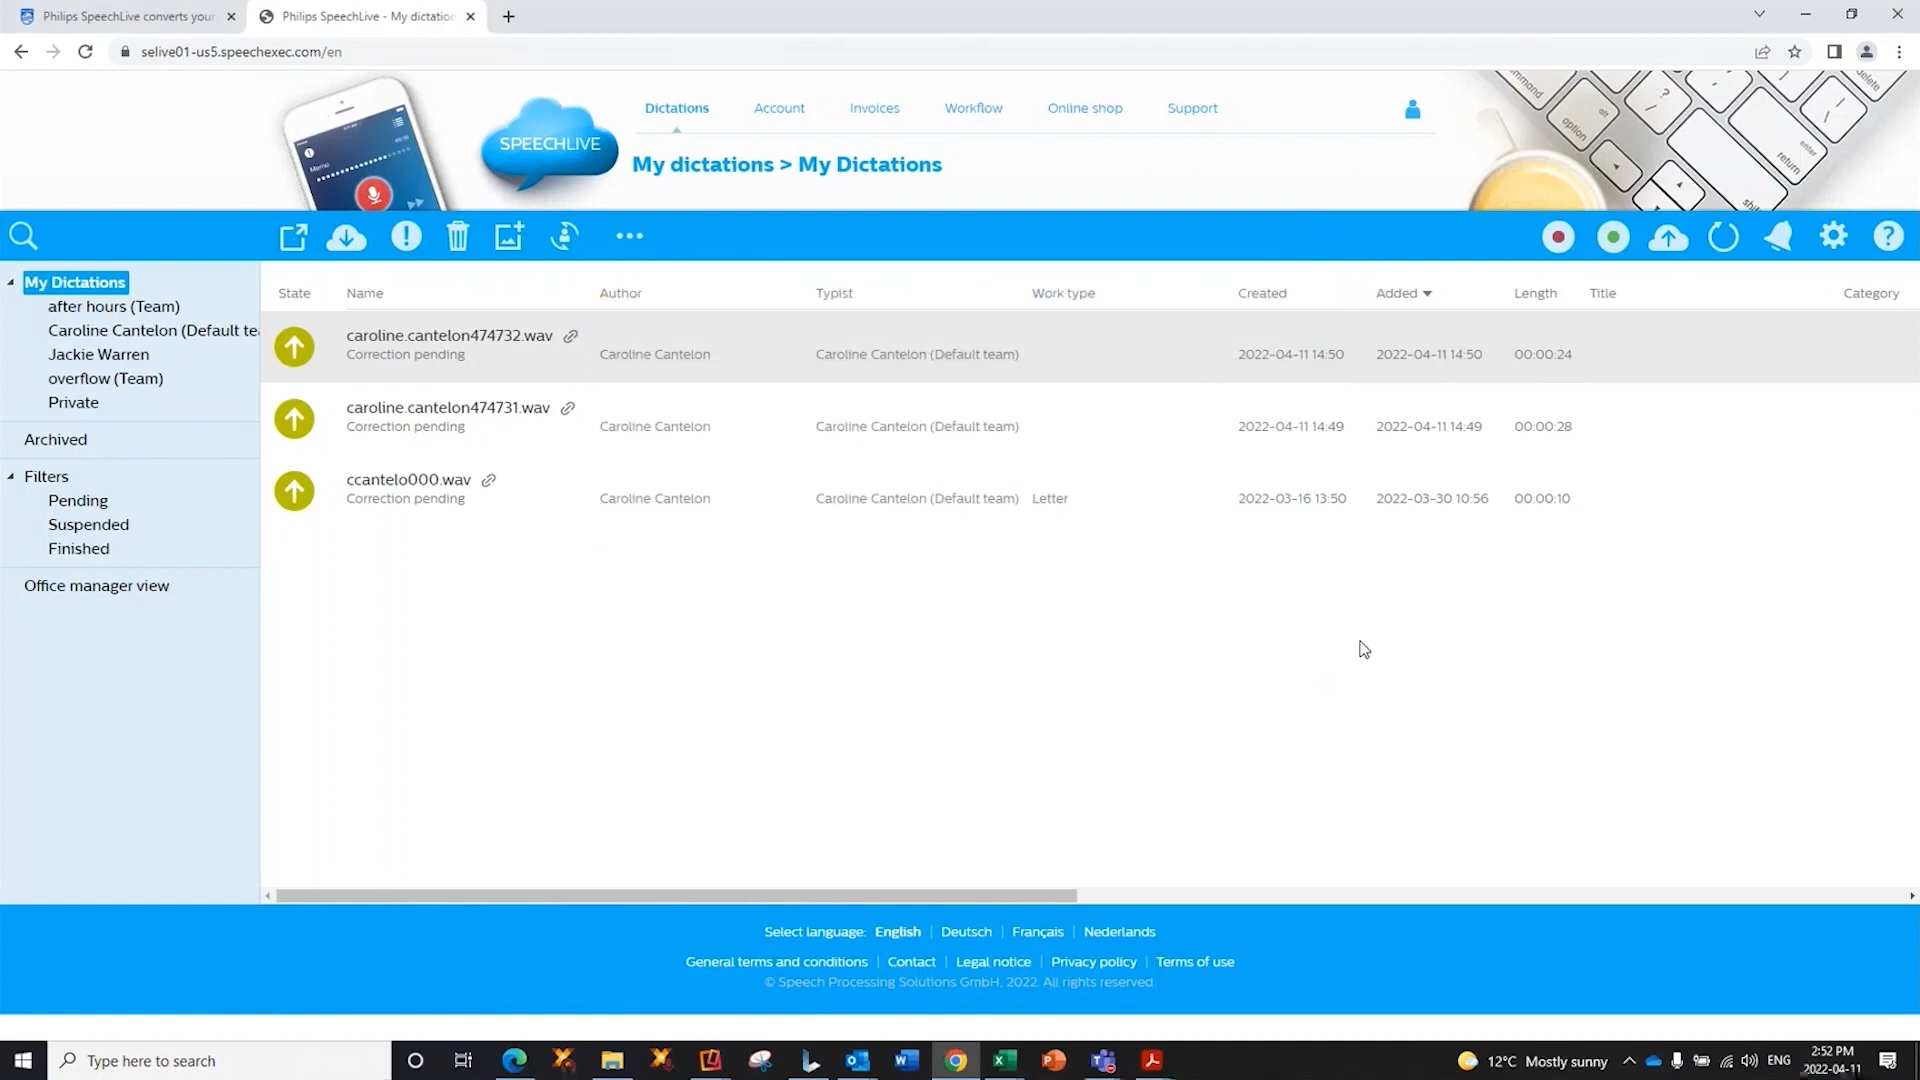 Philips SpeechLive converts your
Philips SpeechLive - My dictation
selive01-us5.speechexec.com/en
SPEECHLIVE
Dictations
Account
Invoices
Workflow
Online shop
Support
My dictations > My Dictations
Memo
option
enter
return
delete
My Dictations
after hours (Team)
Caroline Cantelon (Default te
Jackie Warren
overflow (Team)
Private
Archived
Filters
Pending
Suspended
Finished
Office manager view
State Name Author Typist Work type Created Added Length Title Category
caroline.cantelon474732.wav
Correction pending Caroline Cantelon Caroline Cantelon (Default team) 2022-04-11 14:50 2022-04-11 14:50 00:00:24
caroline.cantelon474731.wav
Correction pending Caroline Cantelon Caroline Cantelon (Default team) 2022-04-11 14:49 2022-04-11 14:49 00:00:28
ccantelo000.wav
Correction pending Caroline Cantelon Caroline Cantelon (Default team) Letter 2022-03-16 13:50 2022-03-30 10:56 00:00:10
Select language: English | Deutsch | Français | Nederlands
General terms and conditions | Contact | Legal notice | Privacy policy | Terms of use
© Speech Processing Solutions GmbH, 2022. All rights reserved.
Type here to search
12°C Mostly sunny
ENG
2:52 PM
2022-04-11